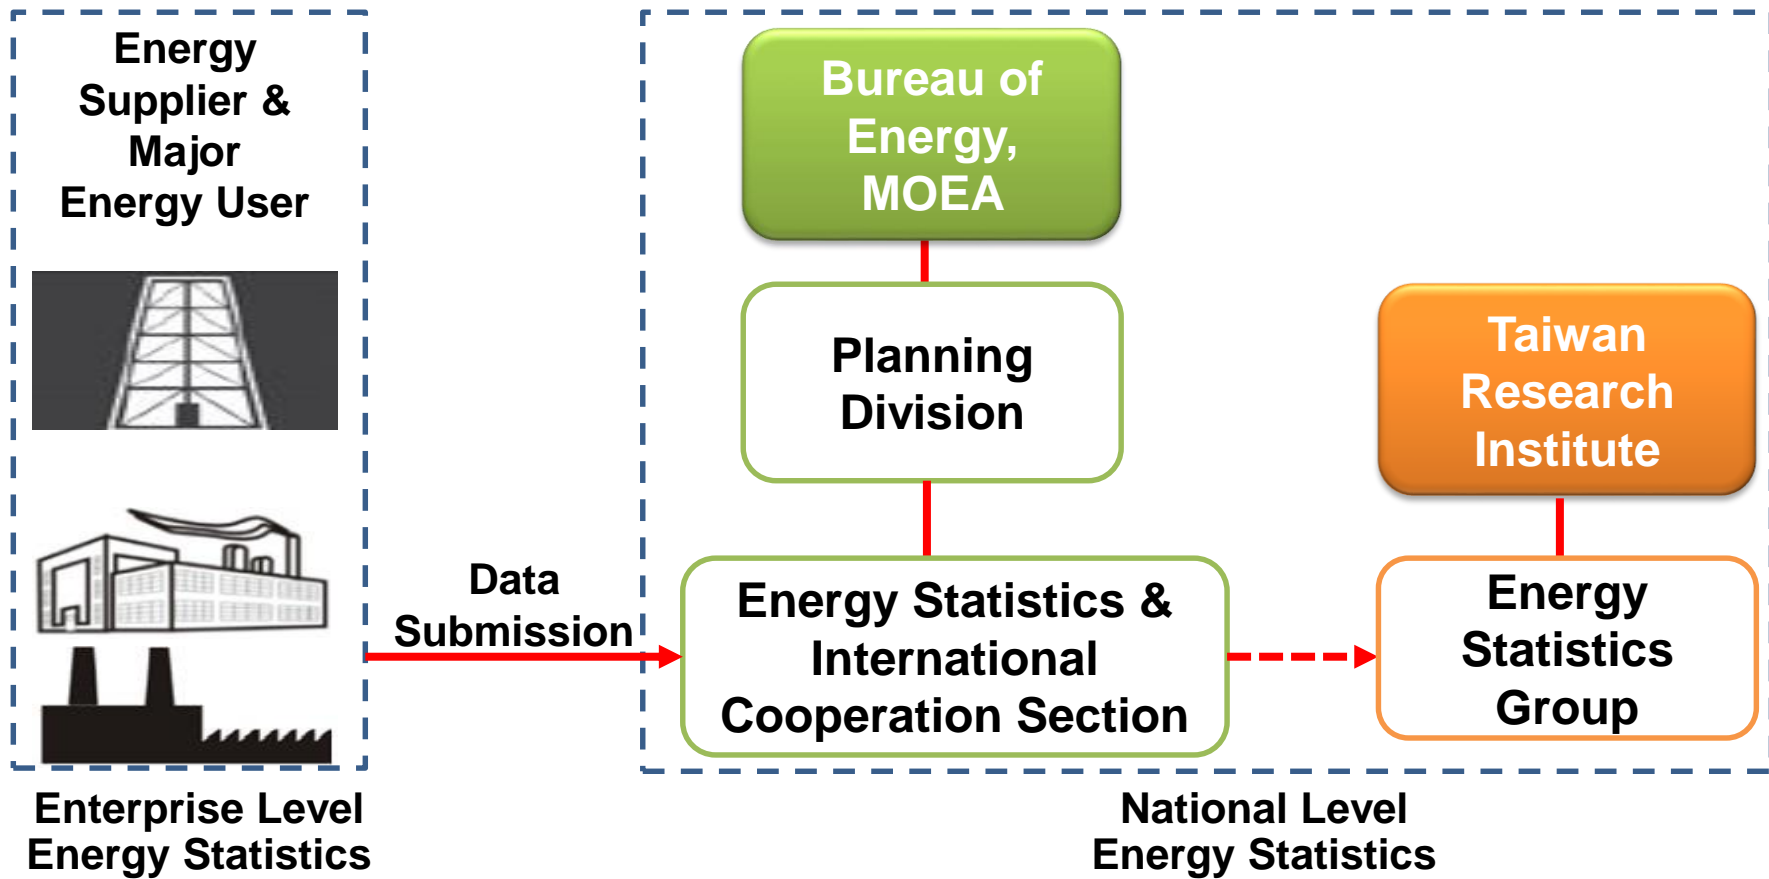 Energy
Supplier &
Major
Energy User
Bureau of
Energy,
MOEA
Planning
Division
Taiwan
Research
Institute
Data
Submission
Energy Statistics &
International
Cooperation Section
Energy
Statistics
Group
Enterprise Level
Energy Statistics
National Level
Energy Statistics